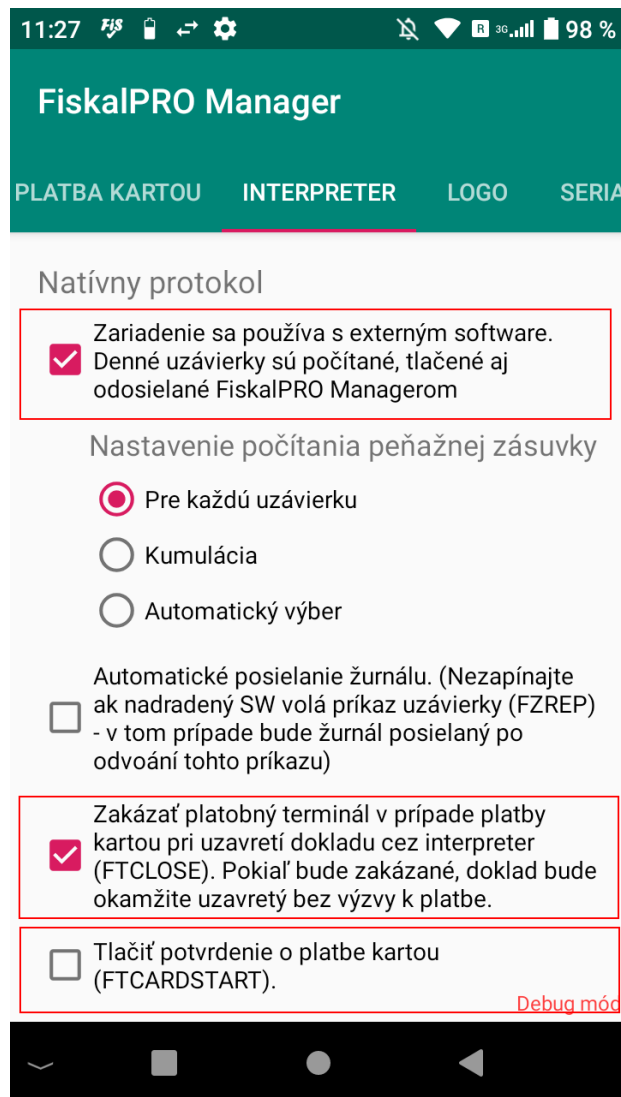 11:27 FJ$ R 3G 98 %
FiskalPRO Manager
PLATBA KARTOU INTERPRETER LOGO SERIA
Natívny protokol
Zariadenie sa používa s externým software.
Denné uzávierky sú počítané, tlačené aj
odosielané FiskalPRO Managerom
Nastavenie počítania peňažnej zásuvky
Pre každú uzávierku
Kumulácia
Automatický výber
Automatické posielanie žurnálu. (Nezapínajte
ak nadradený SW volá príkaz uzávierky (FZREP)
- v tom prípade bude žurnál posielaný po
odvoání tohto príkazu)
Zakázať platobný terminál v prípade platby
kartou pri uzavretí dokladu cez interpreter
(FTCLOSE). Pokiaľ bude zakázané, doklad bude
okamžite uzavretý bez výzvy k platbe.
Tlačiť potvrdenie o platbe kartou
(FTCARDSTART).
Debug mód